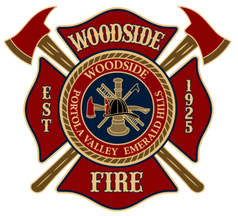 WOODSIDE
WOODSIDE
PORTOLA VALLEY EMERALD HILLS
EST
1925
FIRE